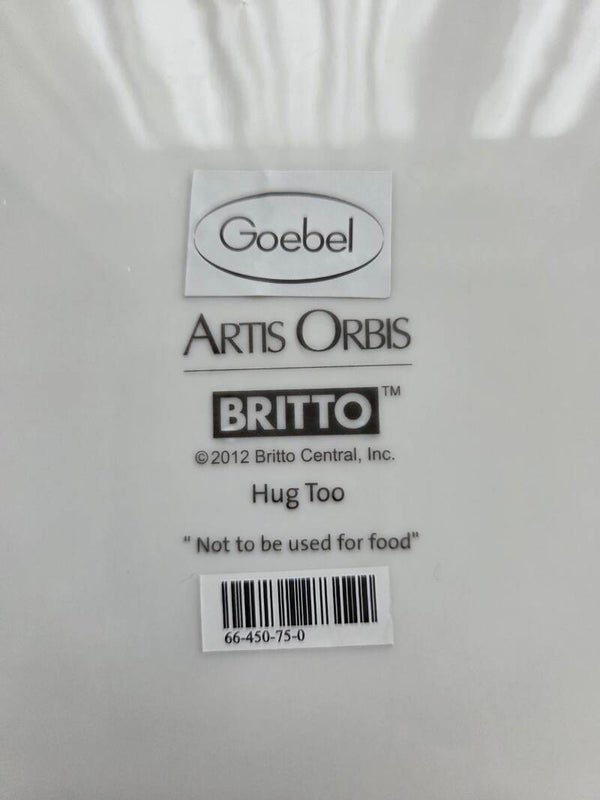 Goebel
ARTIS ORBIS
BRITTO™
©2012 Britto Central, Inc.
Hug Too
" Not to be used for food"
66-450-75-0